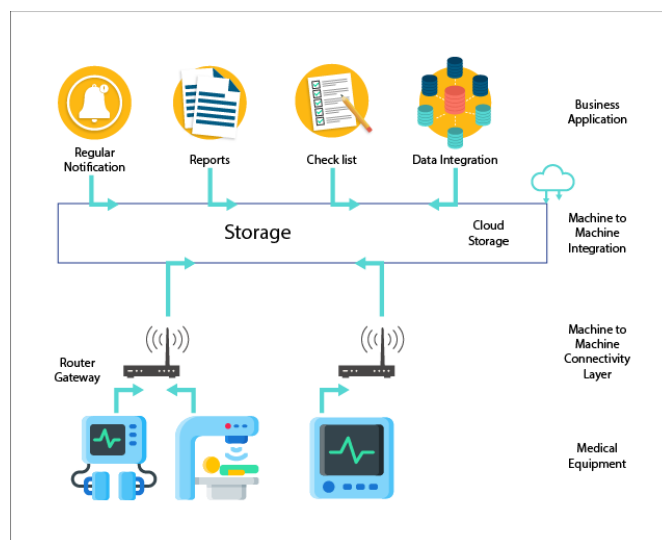 Regular
Notification
Reports
Check list
Data Integration
Business
Application
Storage
Cloud
Storage
Machine to
Machine
Integration
Router
Gateway
Machine to
Machine
Connectivity
Layer
Medical
Equipment